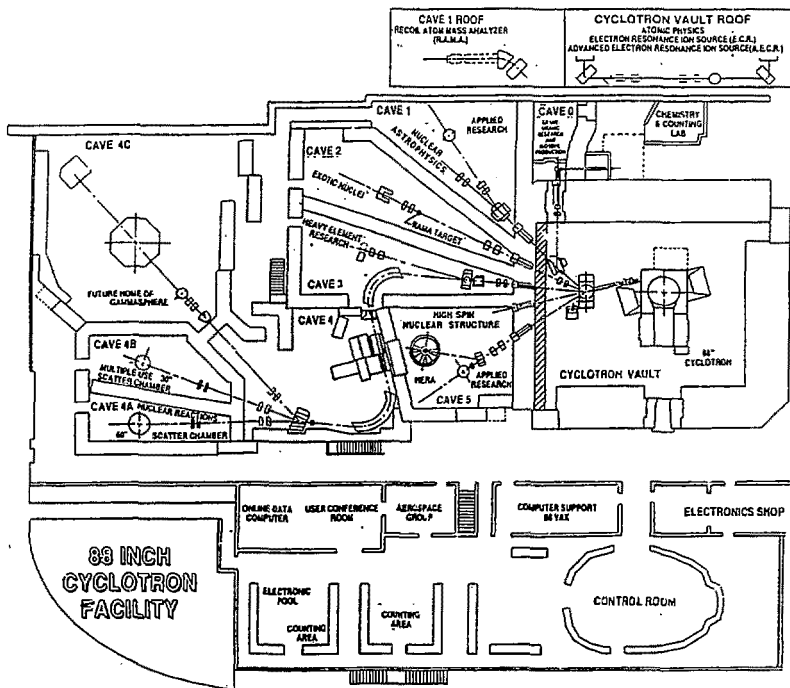 CAVE 1 ROOF
RECOIL ATOM MASS ANALYZER
(R.A.M.A.)
CYCLOTRON VAULT ROOF
ATOMIC PHYSICS
ELECTRON RESONANCE ION SOURCE (E.C.R.)
ADVANCED ELECTRON RESONANCE ION SOURCE (A.E.C.R.)
CAVE 1
APPLIED
RESEARCH
NUCLEAR
ASTROPHYSICS
CAVE 0
RESEARCH
AND
ISOTOPE
PRODUCTION
CHEMISTRY
& COUNTING
LAB
CAVE 4C
CAVE 2
EXOTIC NUCLEI
RAMA TARGET
HEAVY ELEMENT
RESEARCH
CAVE 3
FUTURE HOME OF
GAMMASPHERE
CAVE 4
HIGH SPIN
NUCLEAR STRUCTURE
HERA
APPLIED
RESEARCH
CAVE 5
88"
CYCLOTRON
CYCLOTRON VAULT
CAVE 4B
MULTIPLE USE 36"
SCATTER CHAMBER
CAVE 4A
NUCLEAR REACTIONS
60"
SCATTER CHAMBER
ONLINE DATA
COMPUTER
USER CONFERENCE
ROOM
AEROSPACE
GROUP
COMPUTER SUPPORT
ELECTRONICS SHOP
88 INCH
CYCLOTRON
FACILITY
ELECTRONIC
POOL
COUNTING
AREA
COUNTING
AREA
CONTROL ROOM